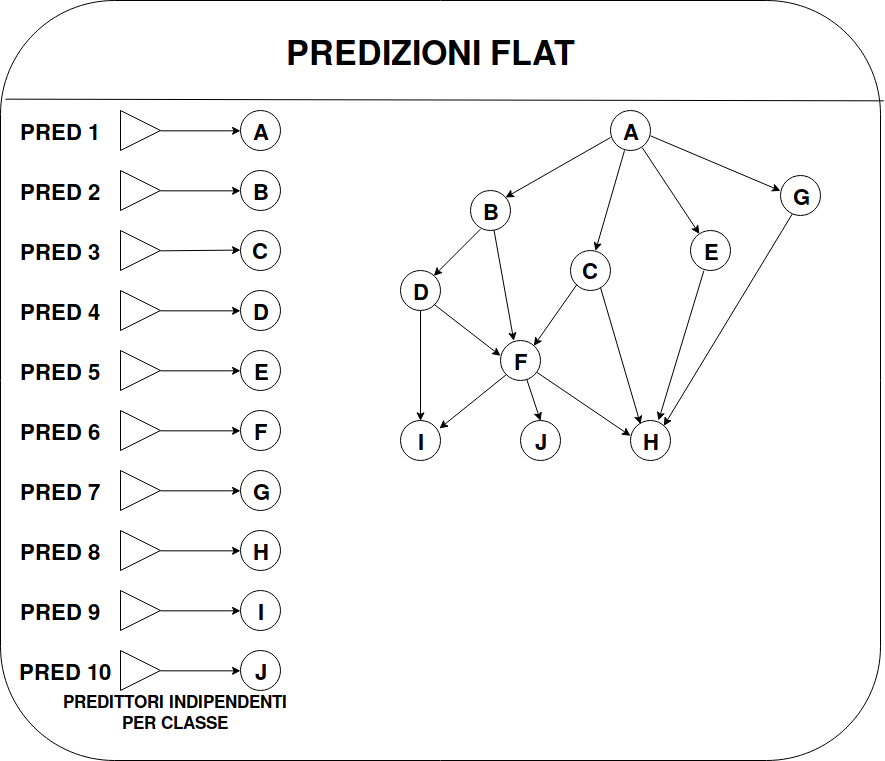 PREDIZIONI FLAT
PRED 1 A
PRED 2 B
PRED 3 C
PRED 4 D
PRED 5 E
PRED 6 F
PRED 7 G
PRED 8 H
PRED 9 I
PRED 10 J
PREDITTORI INDIPENDENTI
PER CLASSE
A
G
B
E
C
D
F
I
J
H